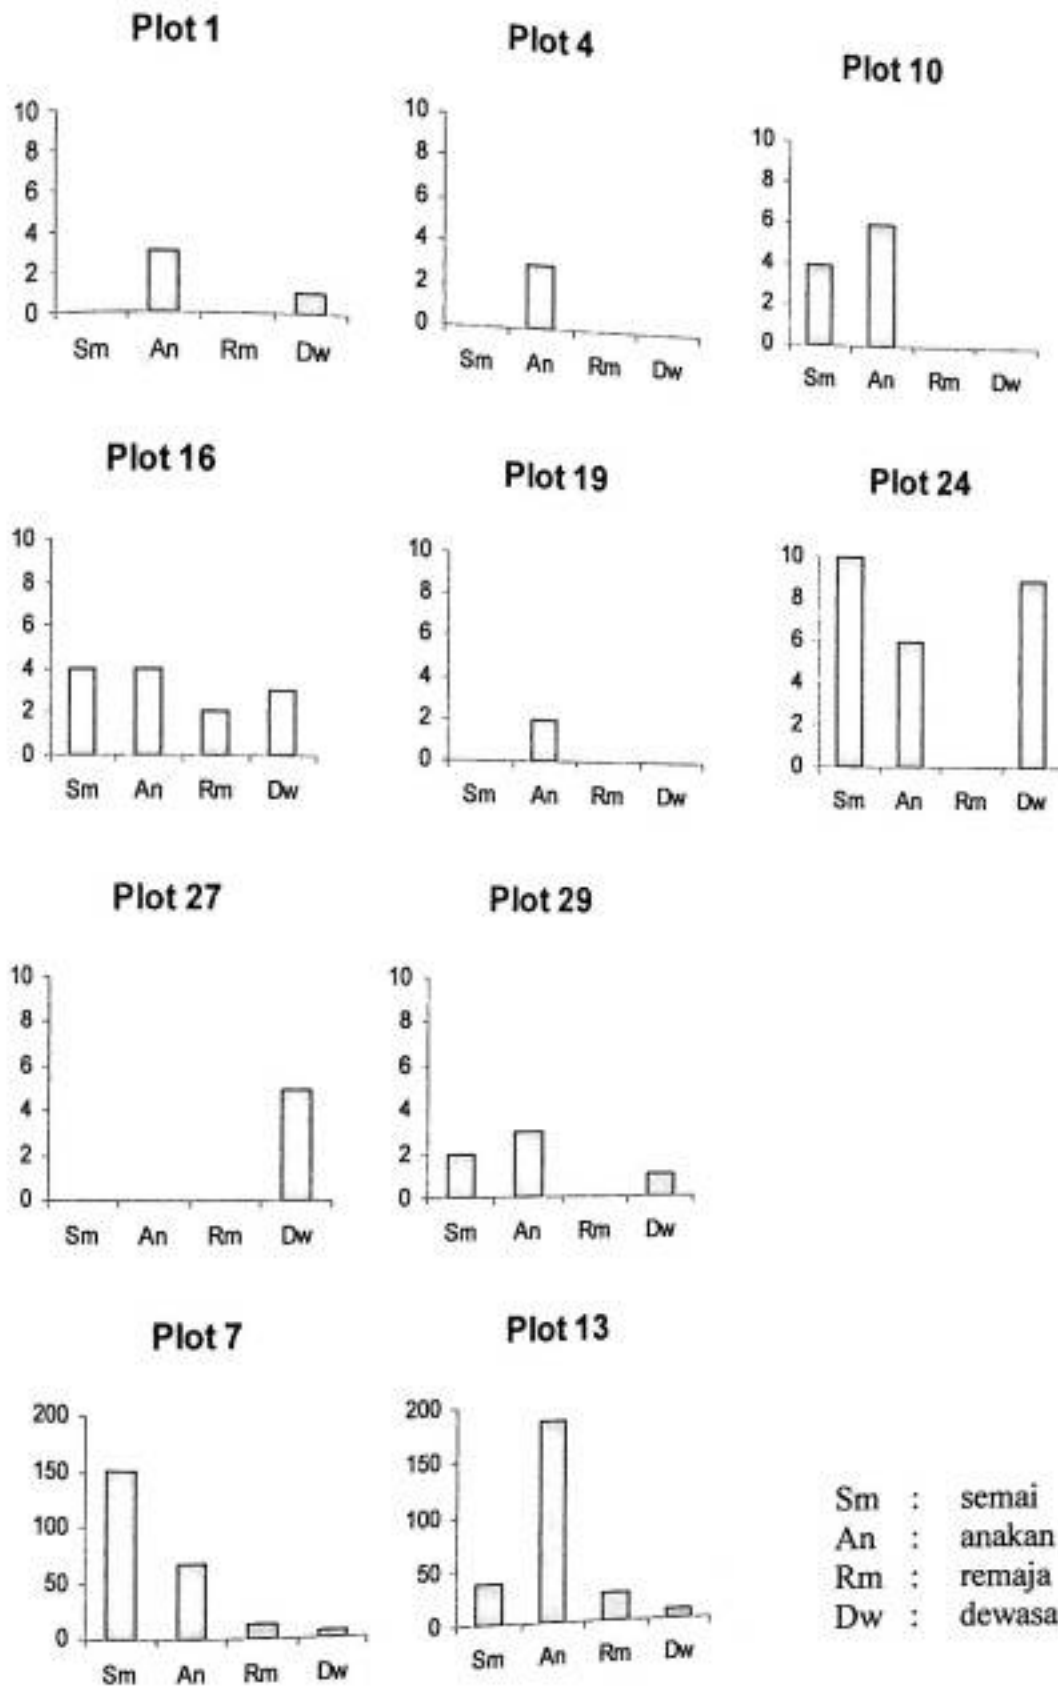 Plot 1
10
8
6
4
2
0
Sm An Rm Dw
Plot 4
10
8
6
4
2
0
Sm An Rm Dw
Plot 10
10
8
6
4
2
0
Sm An Rm Dw
Plot 16
10
8
6
4
2
0
Sm An Rm Dw
Plot 19
10
8
6
4
2
0
Sm An Rm Dw
Plot 24
10
8
6
4
2
0
Sm An Rm Dw
Plot 27
10
8
6
4
2
0
Sm An Rm Dw
Plot 29
10
8
6
4
2
0
Sm An Rm Dw
Plot 7
200
150
100
50
0
Sm An Rm Dw
Plot 13
200
150
100
50
0
Sm An Rm Dw
Sm : semai
An : anakan
Rm : remaja
Dw : dewasa